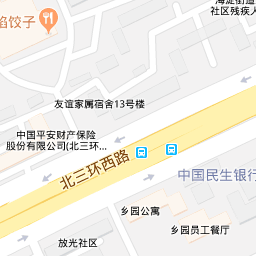 馅饺子
海淀街道
社区残疾人
友谊家属宿舍13号楼
中国平安财产保险
股份有限公司(北三环...
北三环西路
中国民生银行
乡园公寓
乡园员工餐厅
放光社区